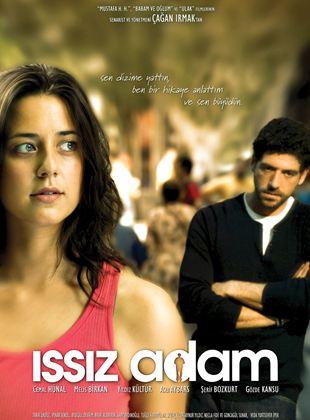 "MUSTAFA H. H.", "BABAM VE OĞLUM" VE "ULAK" FİLMLERİNİN
SENARİST VE YÖNETMENİ ÇAĞAN IRMAK'TAN
sen dizime yattın,
ben bir hikaye anlattım
ve sen büyüdün.
ISSIZ ADAM
CEMAL HÜNAL MELİS BİRKAN YILDIZ KÜLTÜR ASLI AYBARS ŞERİF BOZKURT GÖZDE KANSU